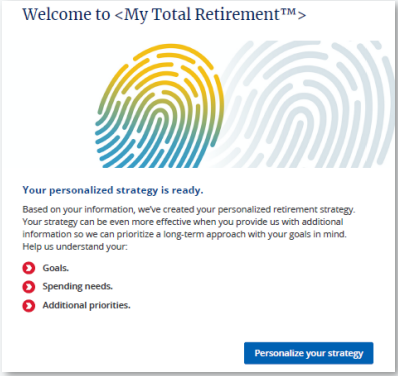 Welcome to <My Total Retirement™>
Your personalized strategy is ready.
Based on your information, we've created your personalized retirement strategy.
Your strategy can be even more effective when you provide us with additional
information so we can prioritize a long-term approach with your goals in mind.
Help us understand your:
Goals.
Spending needs.
Additional priorities.
Personalize your strategy